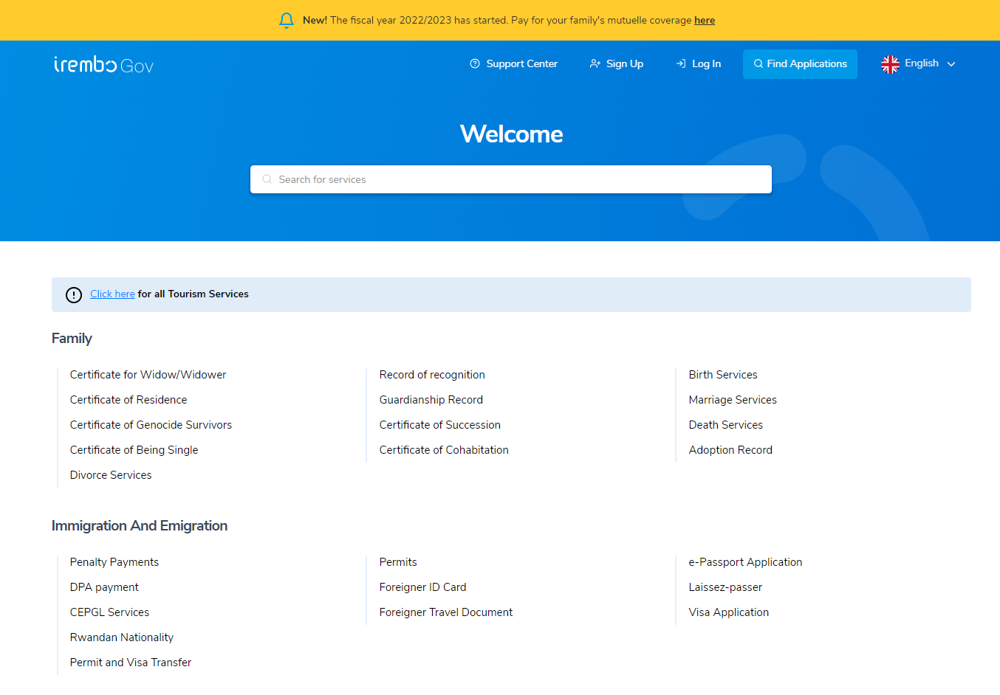 New! The fiscal year 2022/2023 has started. Pay for your family's mutuelle coverage here
irembo Gov
Support Center
Sign Up
Log In
Find Applications
English
Welcome
Search for services
Click here for all Tourism Services
Family
Certificate for Widow/Widower
Certificate of Residence
Certificate of Genocide Survivors
Certificate of Being Single
Divorce Services
Record of recognition
Guardianship Record
Certificate of Succession
Certificate of Cohabitation
Birth Services
Marriage Services
Death Services
Adoption Record
Immigration And Emigration
Penalty Payments
DPA payment
CEPGL Services
Rwandan Nationality
Permit and Visa Transfer
Permits
Foreigner ID Card
Foreigner Travel Document
e-Passport Application
Laissez-passer
Visa Application